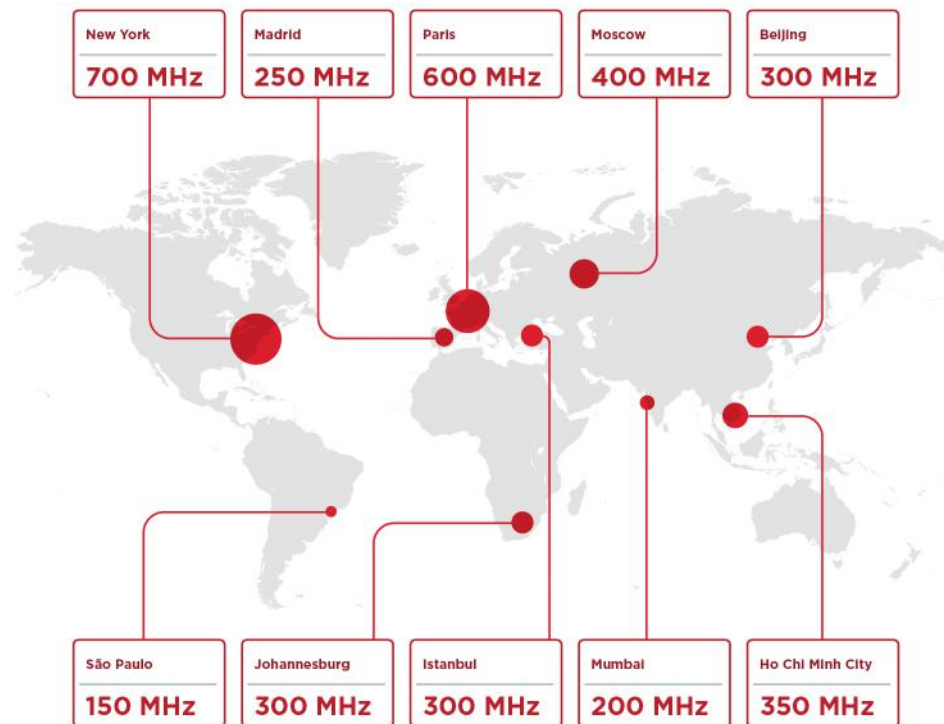 New York
700 MHz
Madrid
250 MHz
Paris
600 MHz
Moscow
400 MHz
Beijing
300 MHz
São Paulo
150 MHz
Johannesburg
300 MHz
Istanbul
300 MHz
Mumbai
200 MHz
Ho Chi Minh City
350 MHz